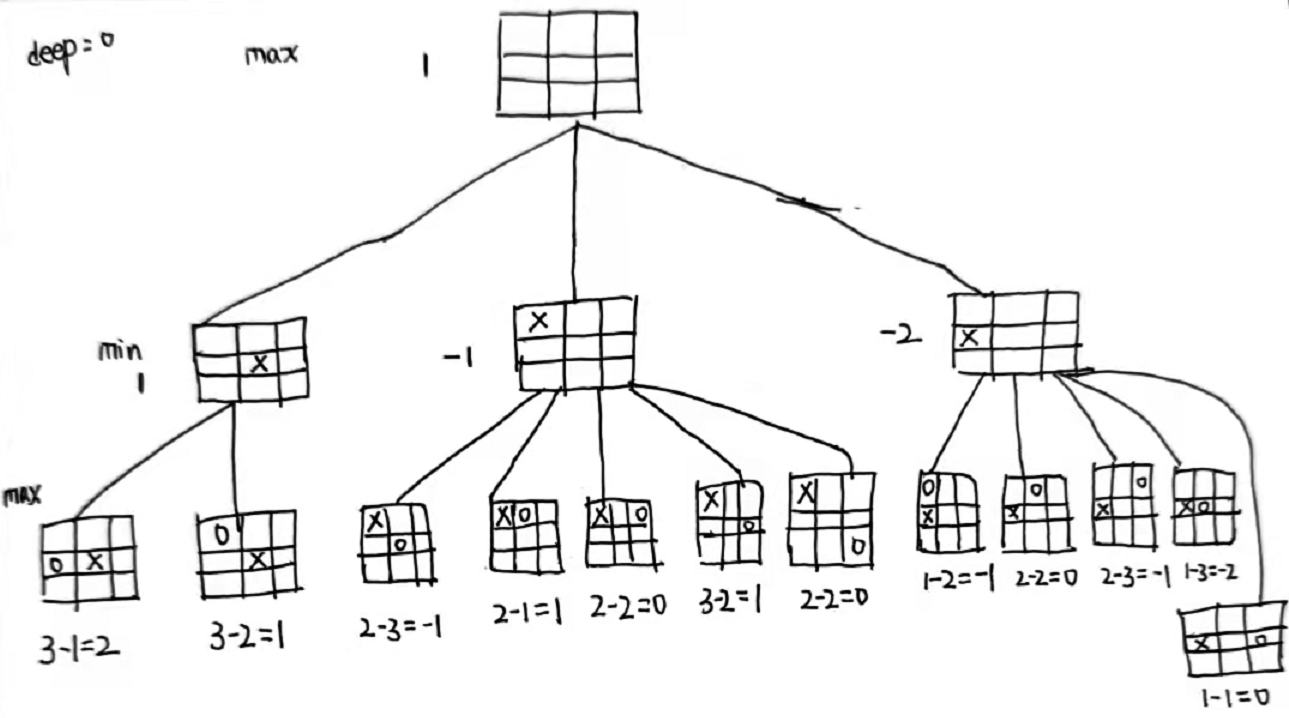 deep=0 max 1
X
X
X
min
1
-1
-2
max
O X
O
X
X
O
X O
X O
X
O
X
O
O
X
O
X
O
X
X O
3-1=2
3-2=1
2-3=-1
2-1=1
2-2=0
3-2=1
2-2=0
1-2=-1
2-2=0
2-3=-1
1-3=-2
X O
1-1=0